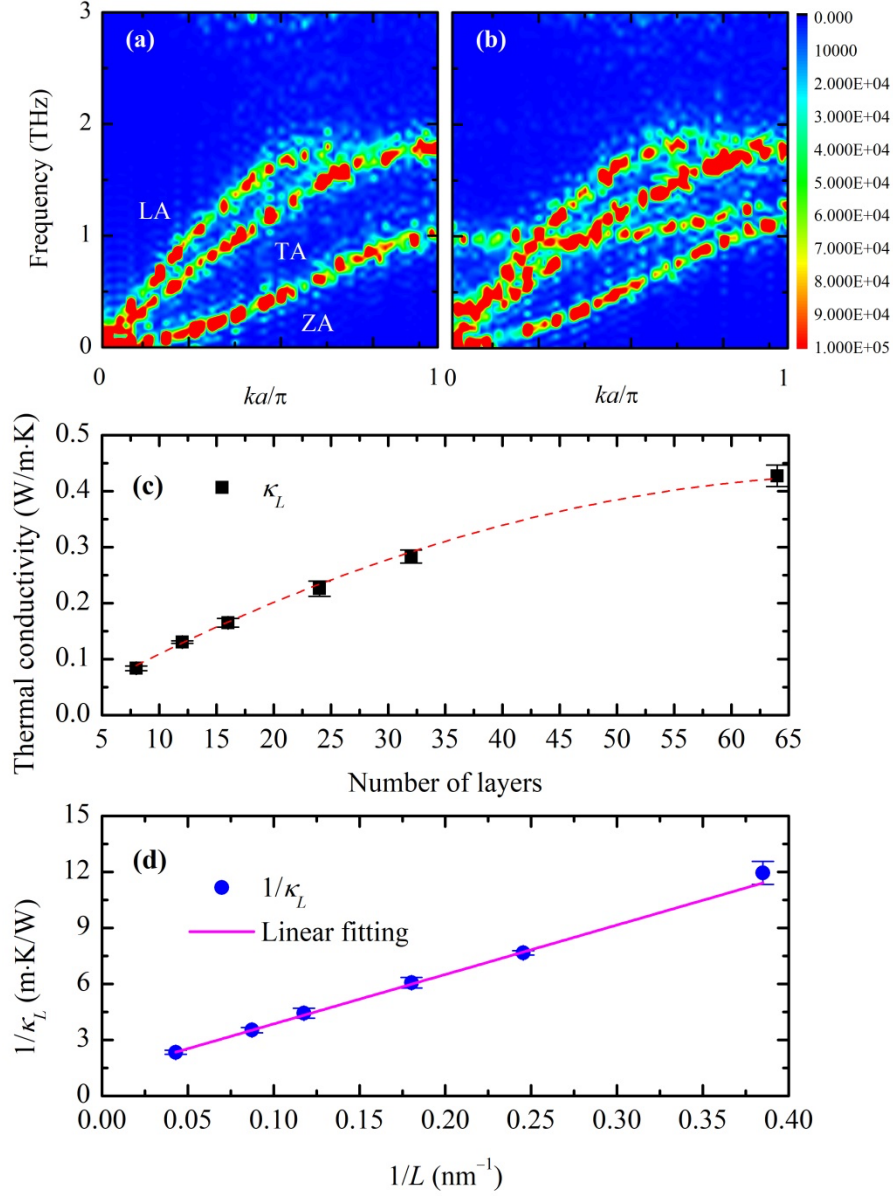 (a)
(b)
Frequency (THz)
3
2
1
0
LA
TA
ZA
0
1
0
1
ka/π
ka/π
0.000
10000
2.000E+04
3.000E+04
4.000E+04
5.000E+04
6.000E+04
7.000E+04
8.000E+04
9.000E+04
1.000E+05
(c)
κL
Thermal conductivity (W/m·K)
0.5
0.4
0.3
0.2
0.1
0.0
5 10 15 20 25 30 35 40 45 50 55 60 65
Number of layers
(d)
1/κL
Linear fitting
1/κL (m·K/W)
15
12
9
6
3
0
0.00 0.05 0.10 0.15 0.20 0.25 0.30 0.35 0.40
1/L (nm⁻¹)